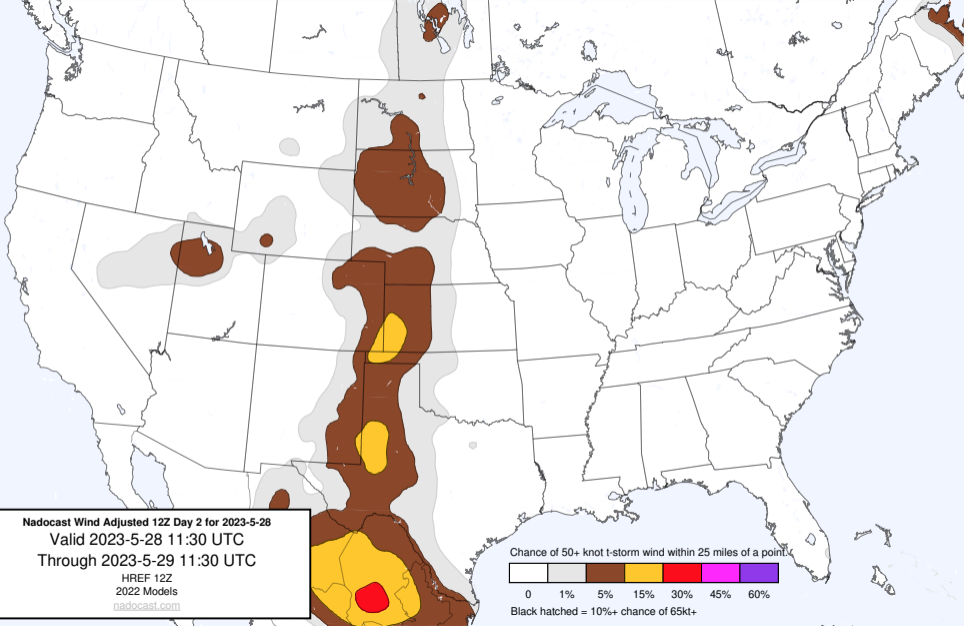 Nadocast Wind Adjusted 12Z Day 2 for 2023-5-28
Valid 2023-5-28 11:30 UTC
Through 2023-5-29 11:30 UTC
HREF 12Z
2022 Models
nadocast.com
Chance of 50+ knot t-storm wind within 25 miles of a point.
0 1% 5% 15% 30% 45% 60%
Black hatched = 10%+ chance of 65kt+